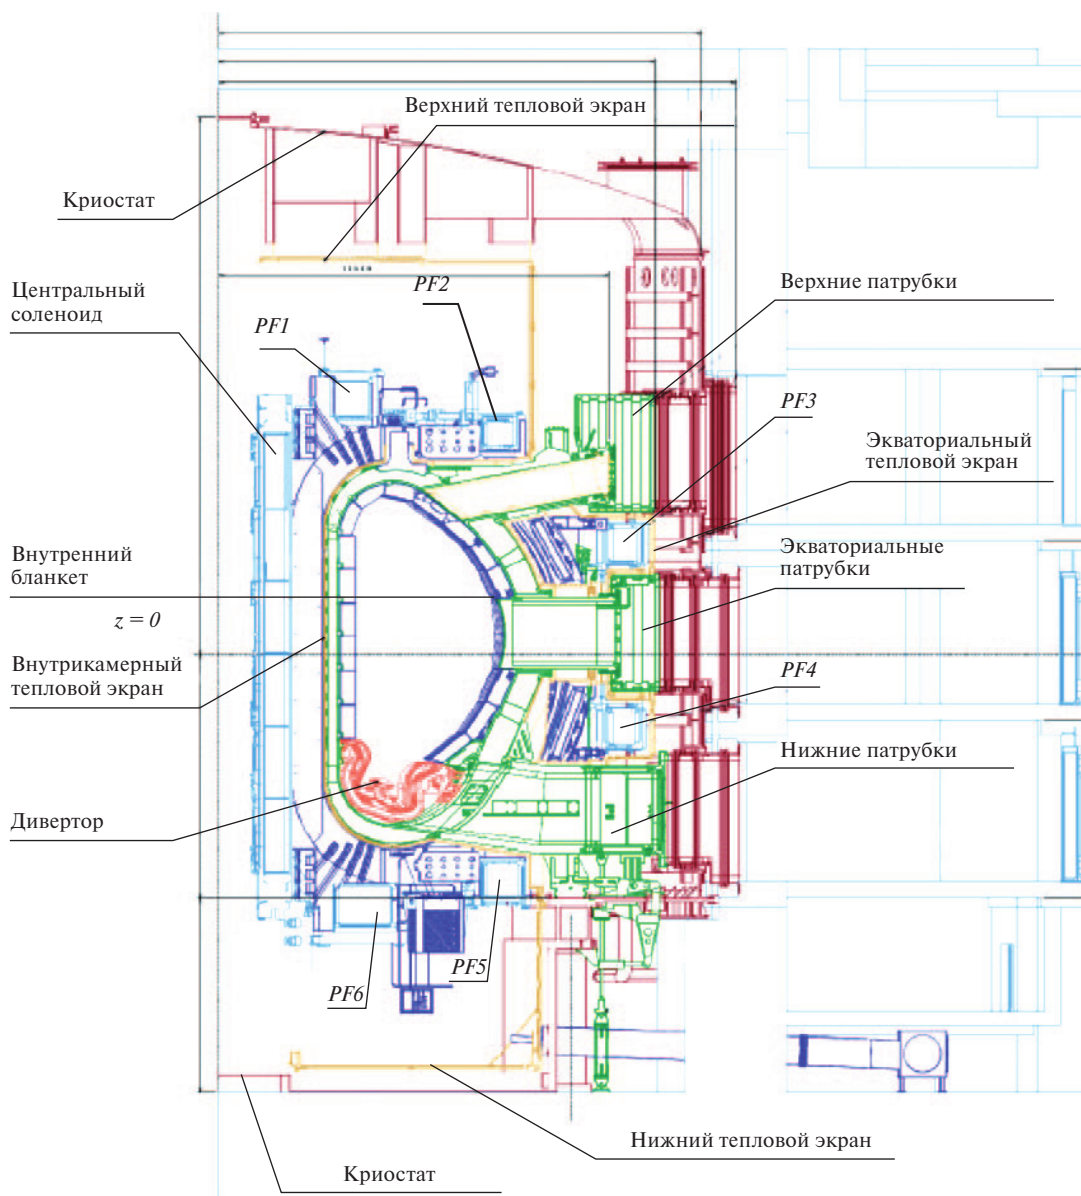 Верхний тепловой экран
Криостат
Центральный
соленоид
PF1
PF2
Верхние патрубки
PF3
Экваториальный
тепловой экран
Внутренний
бланкет
Экваториальные
патрубки
z = 0
Внутрикамерный
тепловой экран
PF4
Нижние патрубки
Дивертор
PF5
PF6
Нижний тепловой экран
Криостат